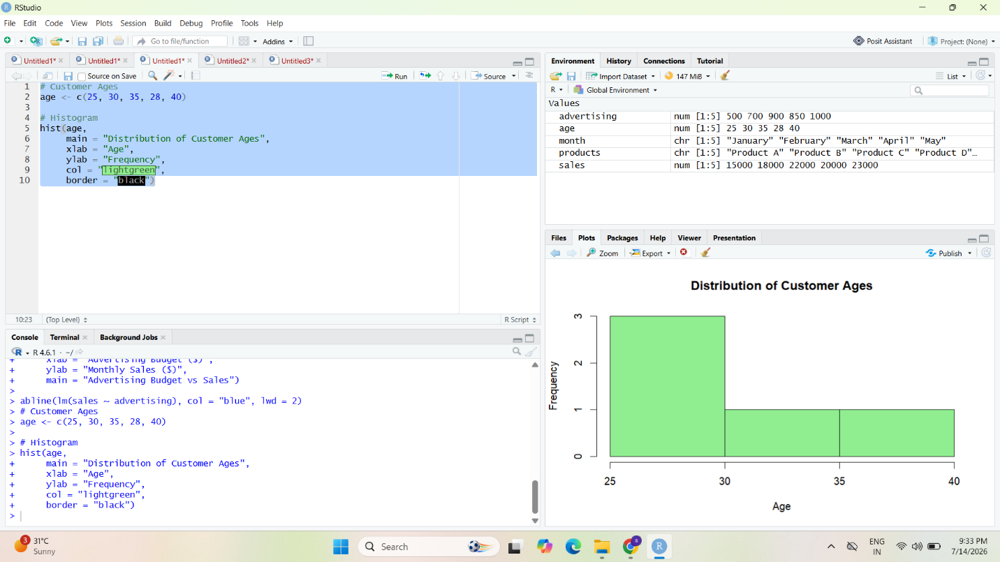 RStudio
File Edit Code View Plots Session Build Debug Profile Tools Help
Go to file/function Addins Posit Assistant Project: (None)
Untitled1* Untitled1* Untitled1* Untitled2* Untitled3*
Source on Save Run Source
1 # Customer Ages
2 age <- c(25, 30, 35, 28, 40)
3
4 # Histogram
5 hist(age,
6 main = "Distribution of Customer Ages",
7 xlab = "Age",
8 ylab = "Frequency",
9 col = "lightgreen",
10 border = "black")
10:23 (Top Level) R Script
Console Terminal Background Jobs
R 4.6.1 · ~/
+ xlab = "Advertising Budget ($)",
+ ylab = "Monthly Sales ($)",
+ main = "Advertising Budget vs Sales")
>
> abline(lm(sales ~ advertising), col = "blue", lwd = 2)
> # Customer Ages
> age <- c(25, 30, 35, 28, 40)
>
> # Histogram
> hist(age,
+ main = "Distribution of Customer Ages",
+ xlab = "Age",
+ ylab = "Frequency",
+ col = "lightgreen",
+ border = "black")
>
Environment History Connections Tutorial
Import Dataset 147 MiB List
R Global Environment
Values
advertising num [1:5] 500 700 900 850 1000
age num [1:5] 25 30 35 28 40
month chr [1:5] "January" "February" "March" "April" "May"
products chr [1:5] "Product A" "Product B" "Product C" "Product D"…
sales num [1:5] 15000 18000 22000 20000 23000
Files Plots Packages Help Viewer Presentation
Zoom Export Publish
Distribution of Customer Ages
Frequency
3
2
1
0
25 30 35 40
Age
3
31°C
Sunny
Search
ENG
IN
9:33 PM
7/14/2026